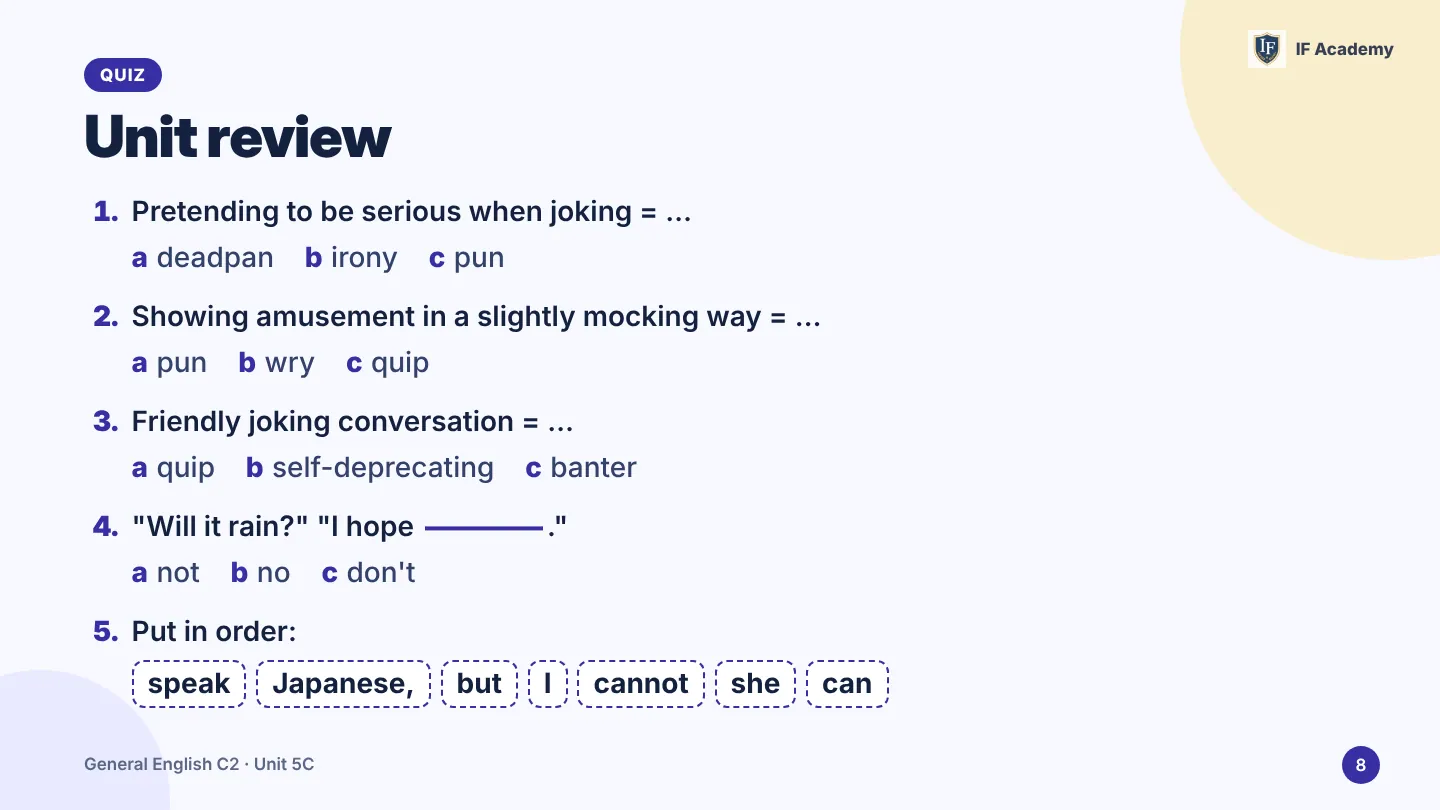 IF
IF Academy
QUIZ
Unit review
1. Pretending to be serious when joking = ...
a deadpan b irony c pun
2. Showing amusement in a slightly mocking way = ...
a pun b wry c quip
3. Friendly joking conversation = ...
a quip b self-deprecating c banter
4. "Will it rain?" "I hope ______."
a not b no c don't
5. Put in order:
speak Japanese, but I cannot she can
General English C2 · Unit 5C
8